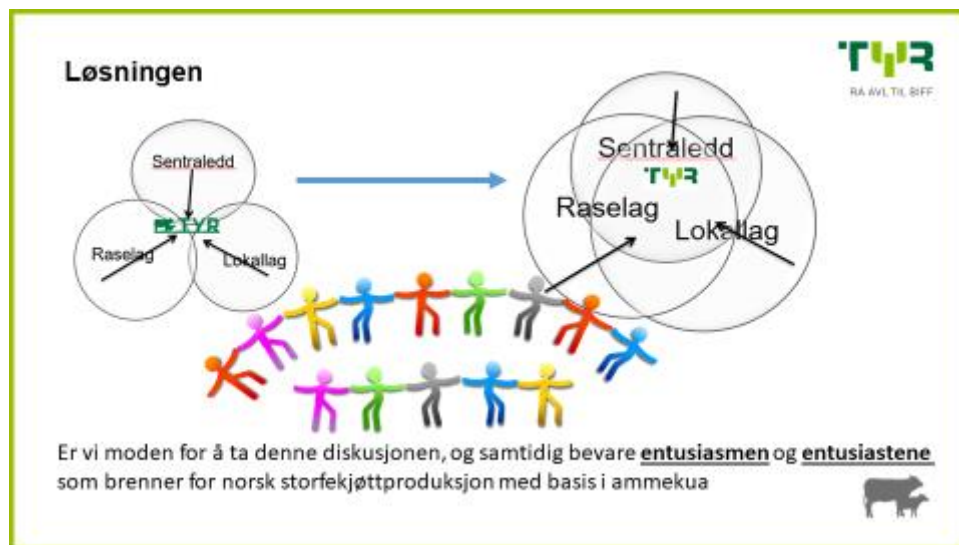 Løsningen
TYR
RA AVL TIL BIFF
Sentraledd
TYR
Raselag
Lokallag
Sentraledd
TYR
Raselag
Lokallag
Er vi moden for å ta denne diskusjonen, og samtidig bevare entusiasmen og entusiastene
som brenner for norsk storfekjøttproduksjon med basis i ammekua